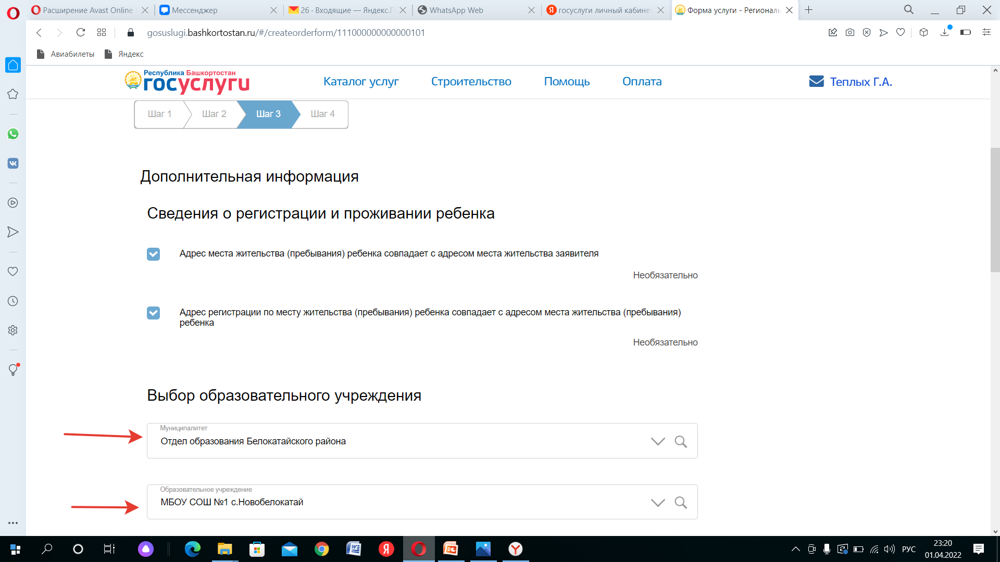 Расширение Avast Online
Мессенджер
26 · Входящие — Яндекс.П
WhatsApp Web
госуслуги личный кабинет
Форма услуги - Региональ
gosuslugi.bashkortostan.ru/#/createorderform/111000000000000101
Авиабилеты
Яндекс
Республика Башкортостан
госуслуги
Каталог услуг
Строительство
Помощь
Оплата
Теплых Г.А.
Шаг 1
Шаг 2
Шаг 3
Шаг 4
Дополнительная информация
Сведения о регистрации и проживании ребенка
Адрес места жительства (пребывания) ребенка совпадает с адресом места жительства заявителя
Необязательно
Адрес регистрации по месту жительства (пребывания) ребенка совпадает с адресом места жительства (пребывания)
ребенка
Необязательно
Выбор образовательного учреждения
Муниципалитет
Отдел образования Белокатайского района
Образовательное учреждение
МБОУ СОШ №1 с.Новобелокатай
РУС
23:20
01.04.2022